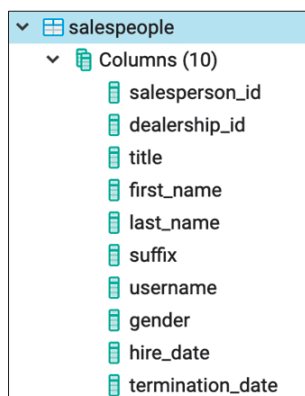 salespeople
Columns (10)
salesperson_id
dealership_id
title
first_name
last_name
suffix
username
gender
hire_date
termination_date